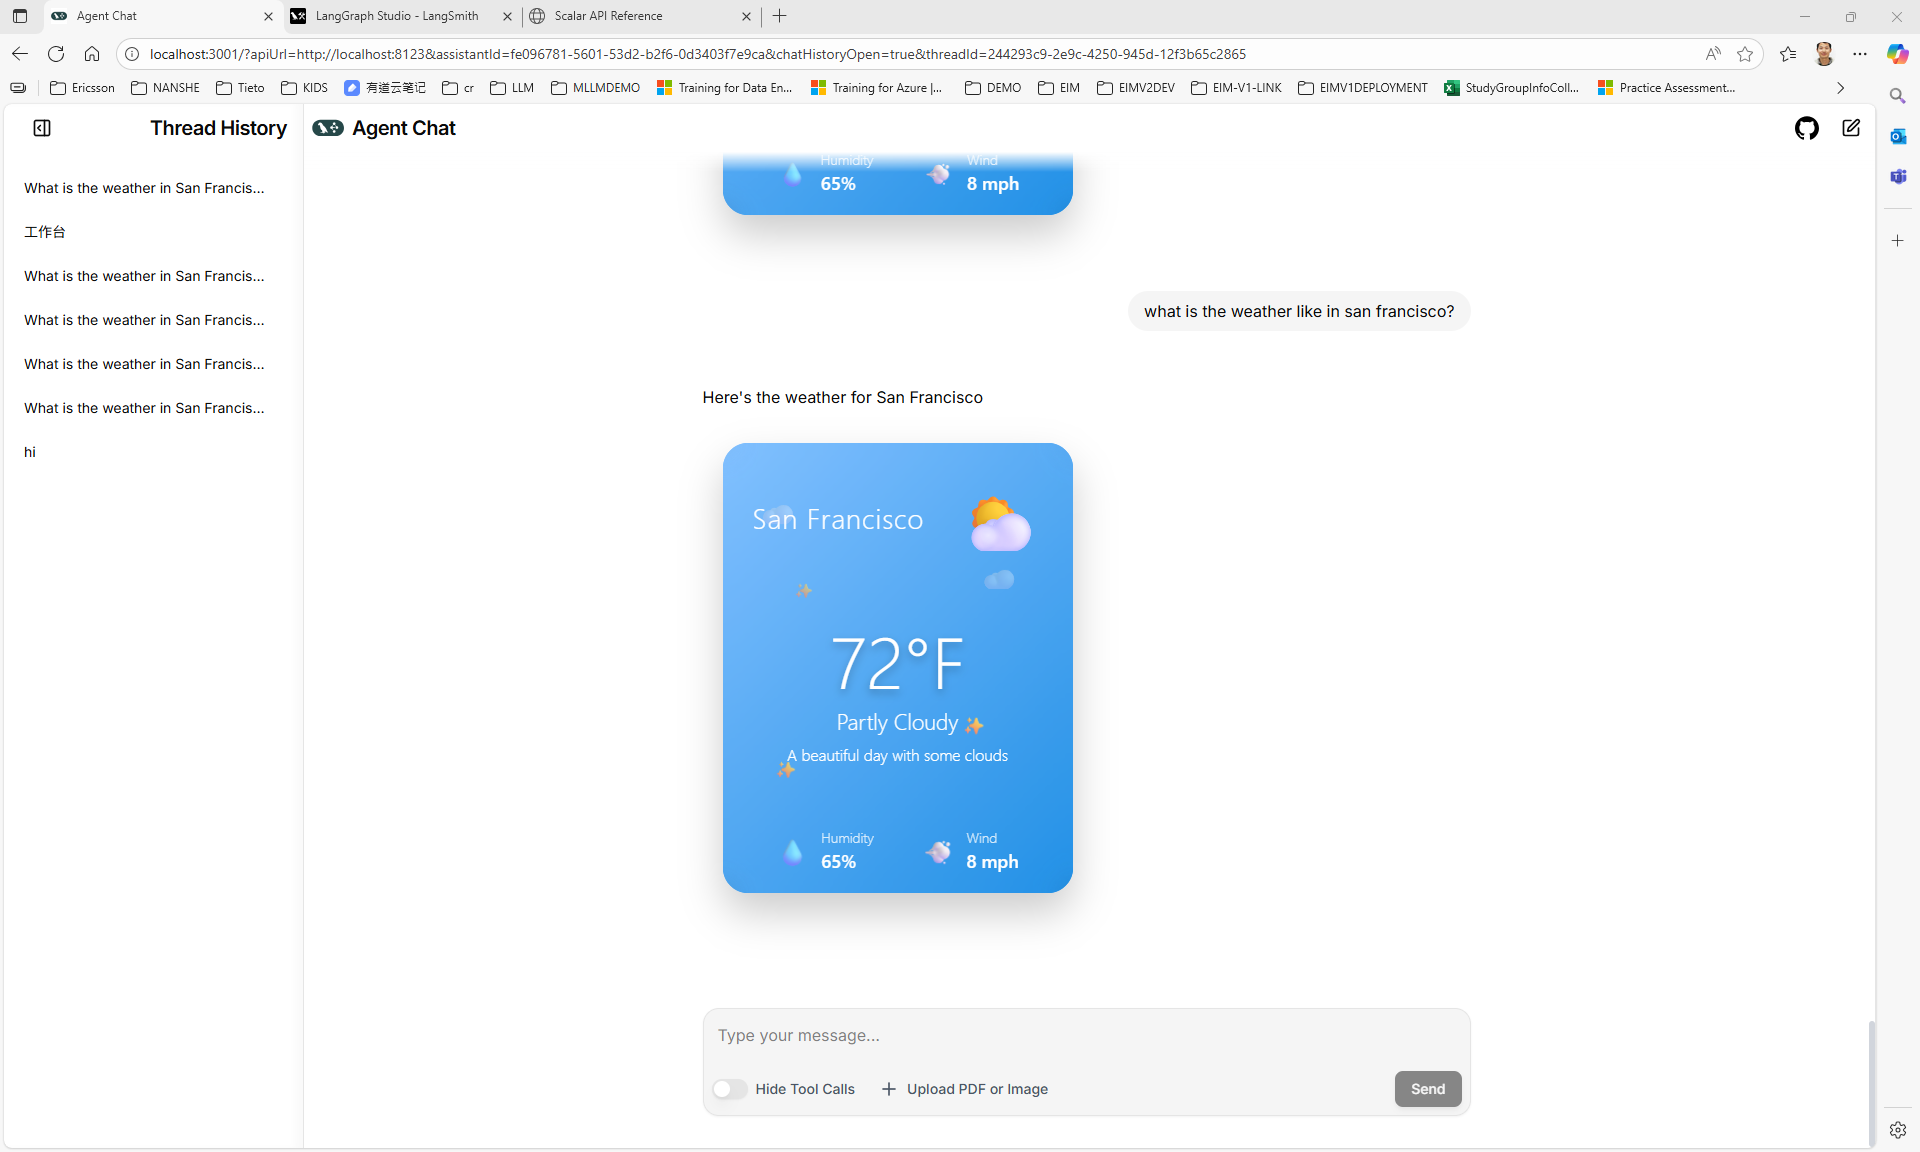 Agent Chat
LangGraph Studio - LangSmith
Scalar API Reference
localhost:3001/?apiUrl=http://localhost:8123&assistantId=fe096781-5601-53d2-b2f6-0d3403f7e9ca&chatHistoryOpen=true&threadId=244293c9-2e9c-4250-945d-12f3b65c2865
Ericsson
NANSHE
Tieto
KIDS
有道云笔记
cr
LLM
MLLMDEMO
Training for Data En...
Training for Azure |...
DEMO
EIM
EIMV2DEV
EIM-V1-LINK
EIMV1DEPLOYMENT
StudyGroupInfoColl...
Practice Assessment...
Thread History
Agent Chat
What is the weather in San Francis...
工作台
What is the weather in San Francis...
What is the weather in San Francis...
What is the weather in San Francis...
What is the weather in San Francis...
hi
Humidity
65%
Wind
8 mph
what is the weather like in san francisco?
Here's the weather for San Francisco
San Francisco
72°F
Partly Cloudy ✨
A beautiful day with some clouds
Humidity
65%
Wind
8 mph
Type your message...
Hide Tool Calls
Upload PDF or Image
Send